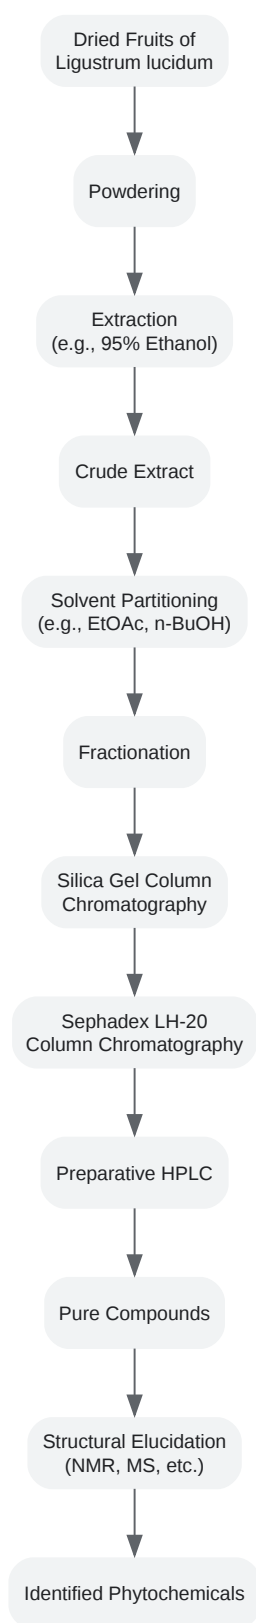 Dried Fruits of
Ligustrum lucidum
Powdering
Extraction
(e.g., 95% Ethanol)
Crude Extract
Solvent Partitioning
(e.g., EtOAc, n-BuOH)
Fractionation
Silica Gel Column
Chromatography
Sephadex LH-20
Column Chromatography
Preparative HPLC
Pure Compounds
Structural Elucidation
(NMR, MS, etc.)
Identified Phytochemicals